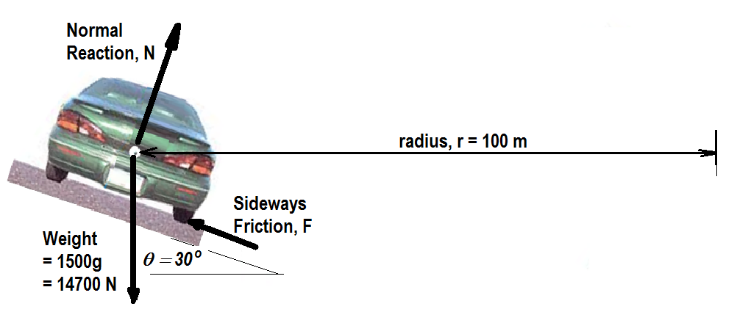 Normal
Reaction, N
radius, r = 100 m
Sideways
Friction, F
Weight
= 1500g
= 14700 N
θ = 30°